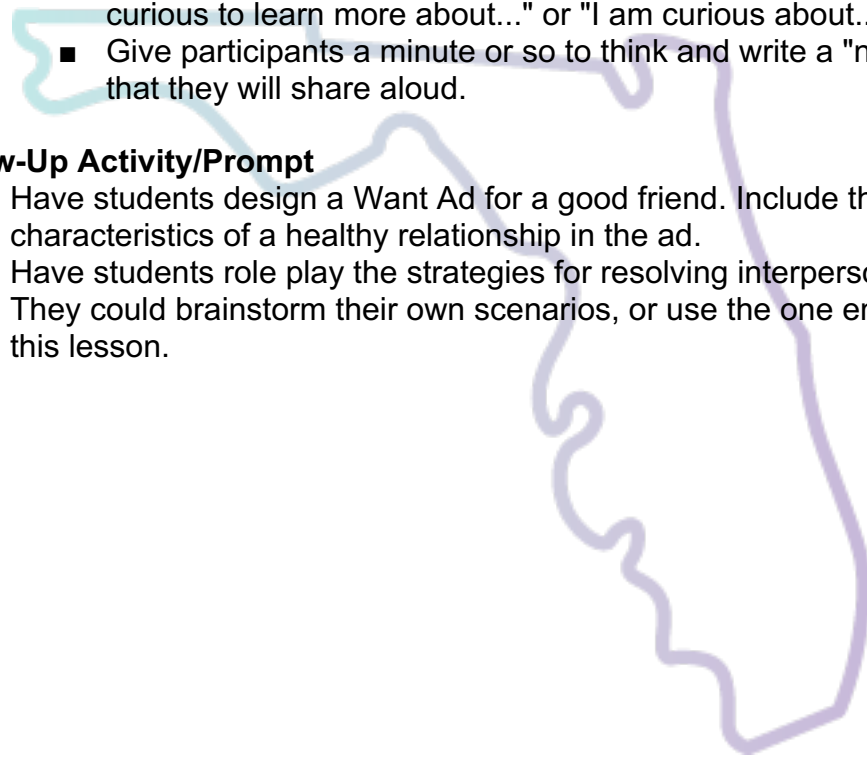 curious to learn more about..." or "I am curious about..
■ Give participants a minute or so to think and write a "n
that they will share aloud.
w-Up Activity/Prompt
Have students design a Want Ad for a good friend. Include th
characteristics of a healthy relationship in the ad.
Have students role play the strategies for resolving interperso
They could brainstorm their own scenarios, or use the one en
this lesson.